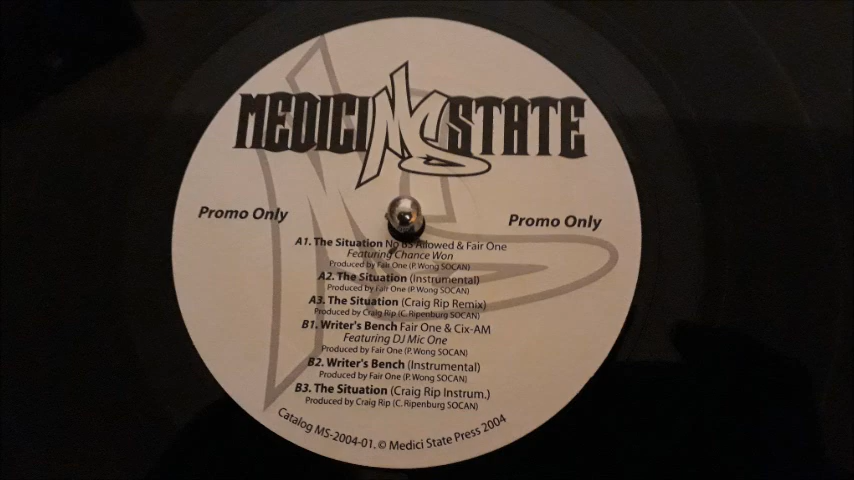 MEDICI MS STATE
Promo Only
Promo Only
A1. The Situation No BS Allowed & Fair One
Featuring Chance Won
Produced by Fair One (P. Wong SOCAN)
A2. The Situation (Instrumental)
Produced by Fair One (P. Wong SOCAN)
A3. The Situation (Craig Rip Remix)
Produced by Craig Rip (C. Ripenburg SOCAN)
B1. Writer's Bench Fair One & Cix-AM
Featuring DJ Mic One
Produced by Fair One (P. Wong SOCAN)
B2. Writer's Bench (Instrumental)
Produced by Fair One (P. Wong SOCAN)
B3. The Situation (Craig Rip Instrum.)
Produced by Craig Rip (C. Ripenburg SOCAN)
Catalog MS-2004-01. © Medici State Press 2004